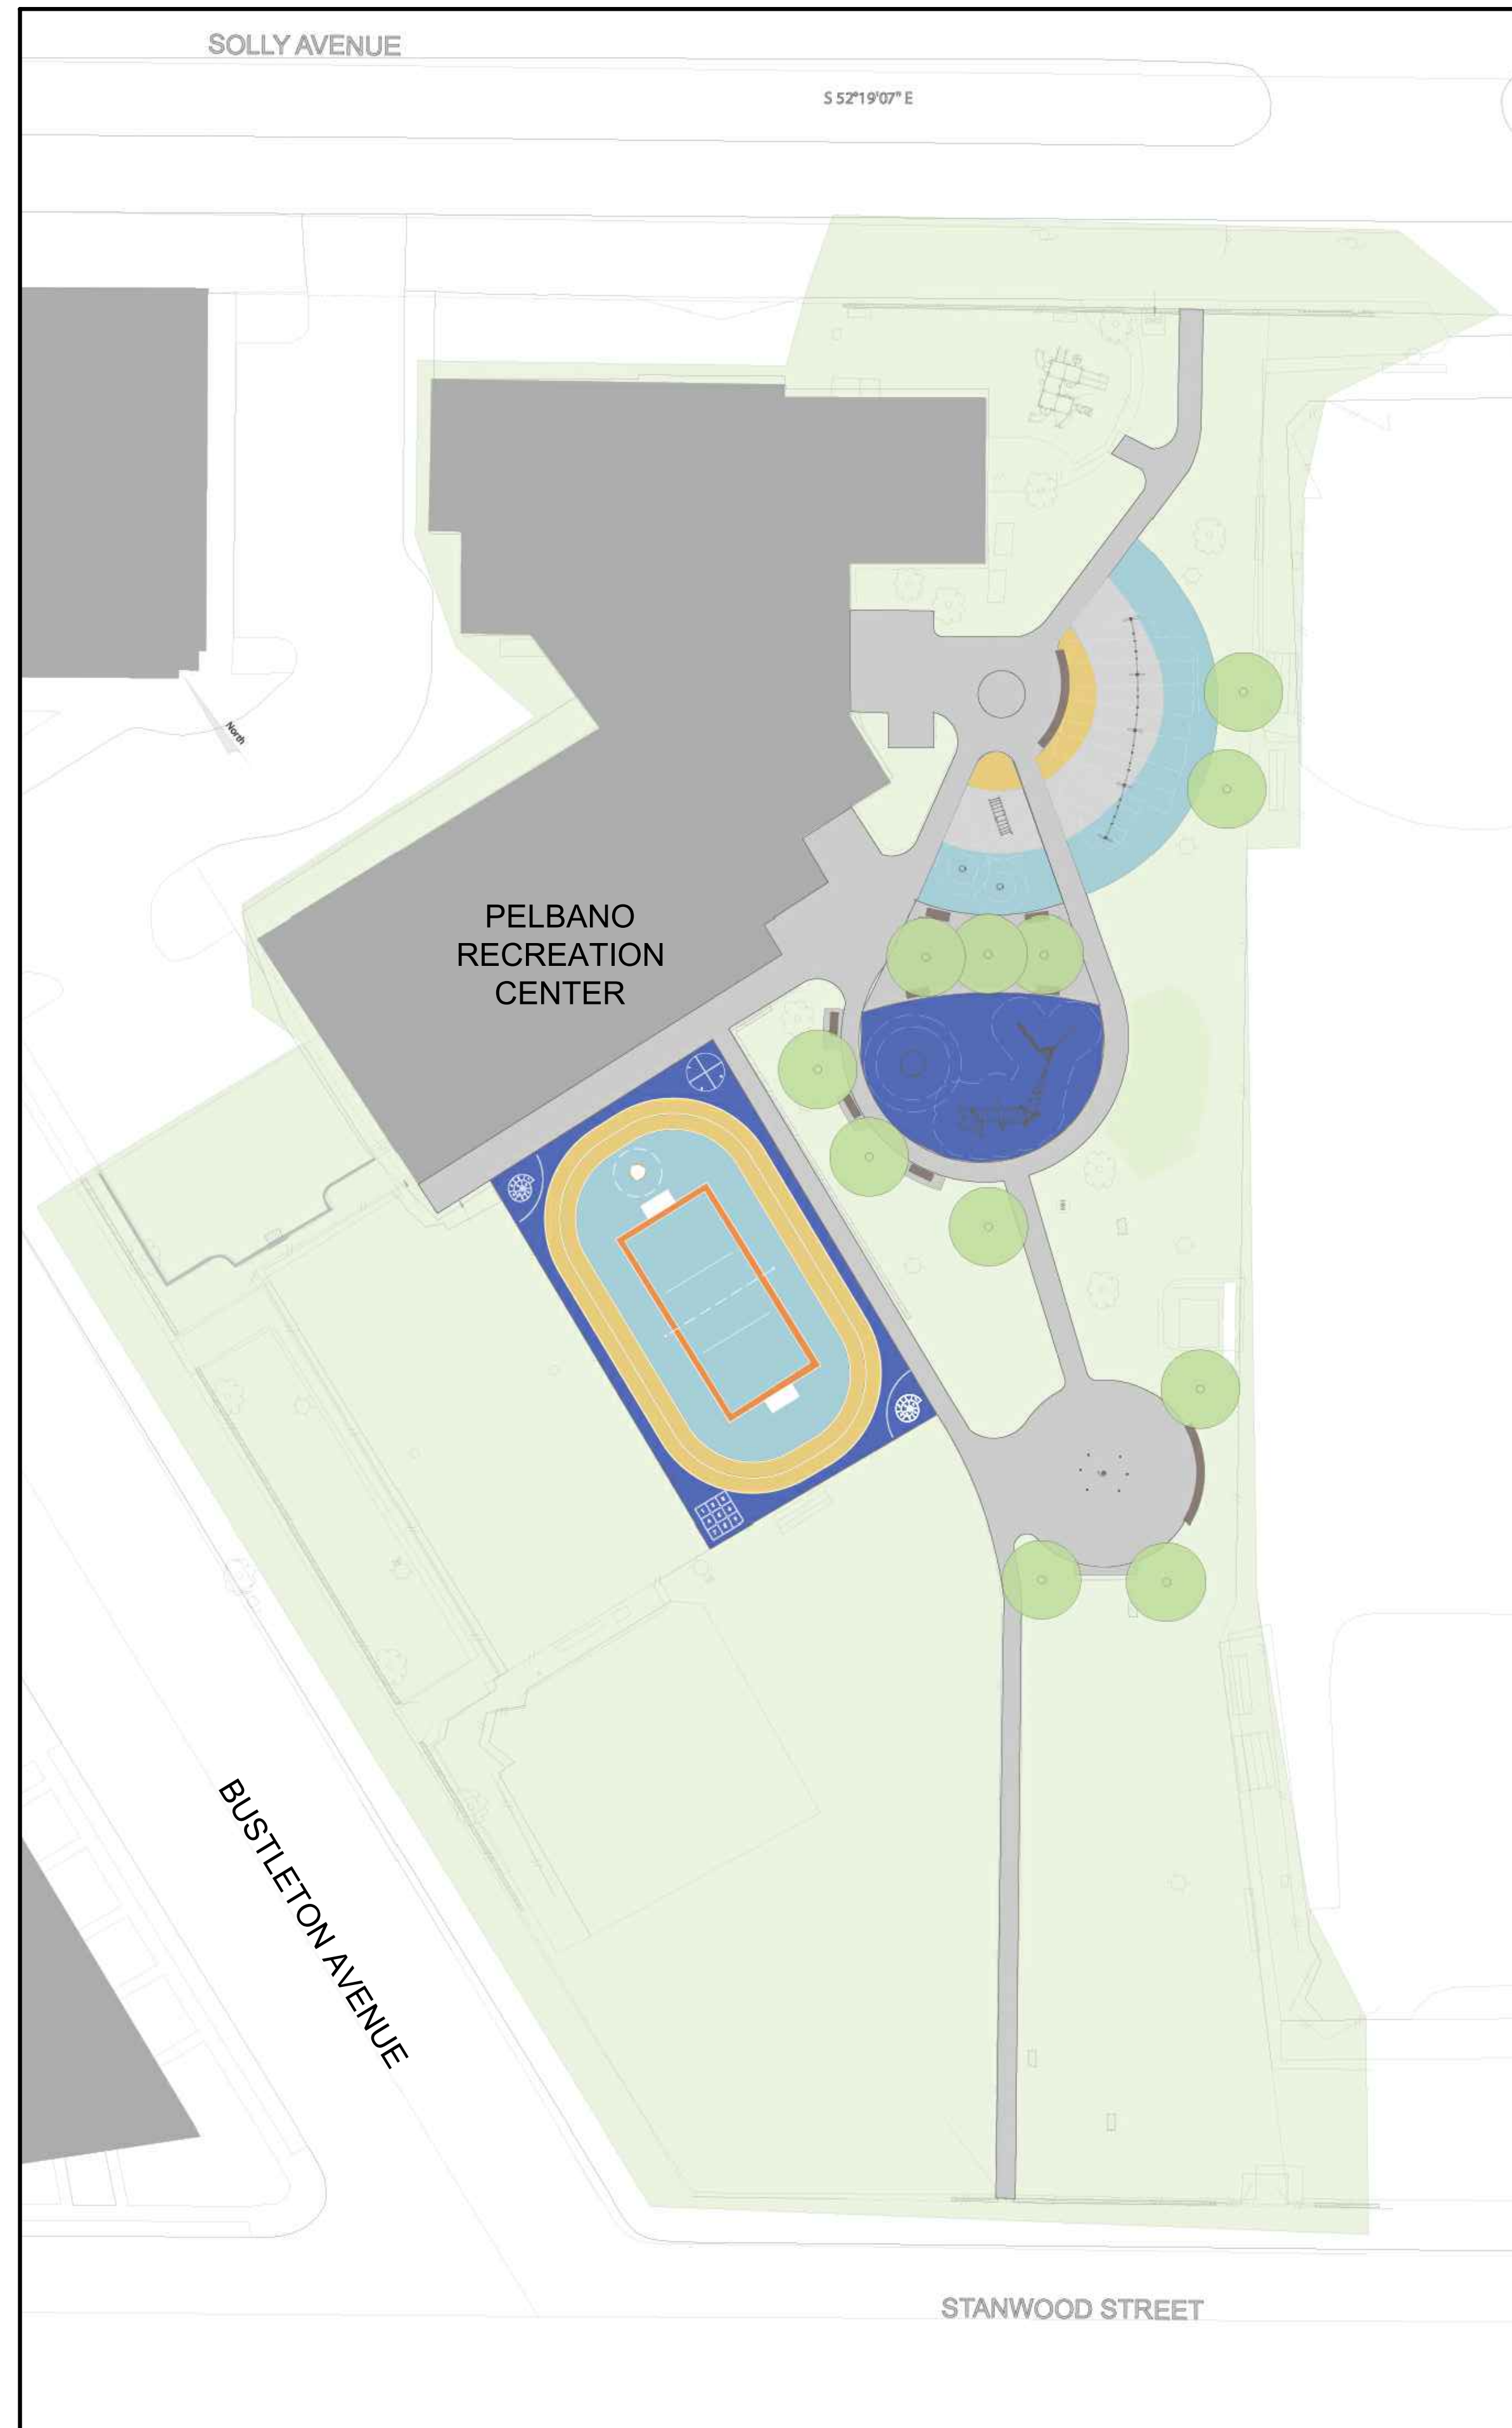 SOLLY AVENUE
S 52°19'07" E
North
PELBANO
RECREATION
CENTER
BUSTLETON AVENUE
STANWOOD STREET